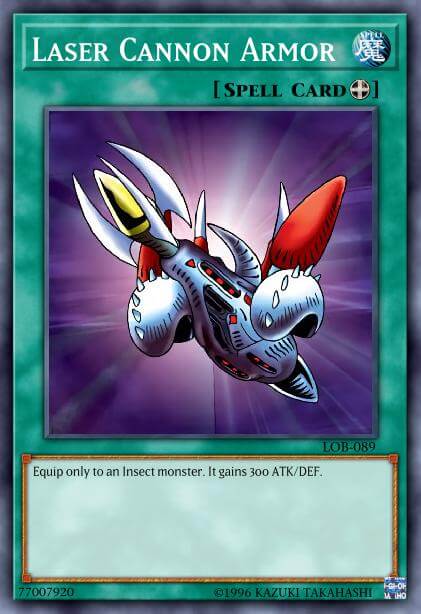 LASER CANNON ARMOR
SPELL
魔
[SPELL CARD]
LOB-089
Equip only to an Insect monster. It gains 300 ATK/DEF.
77007920
©1996 KAZUKI TAKAHASHI